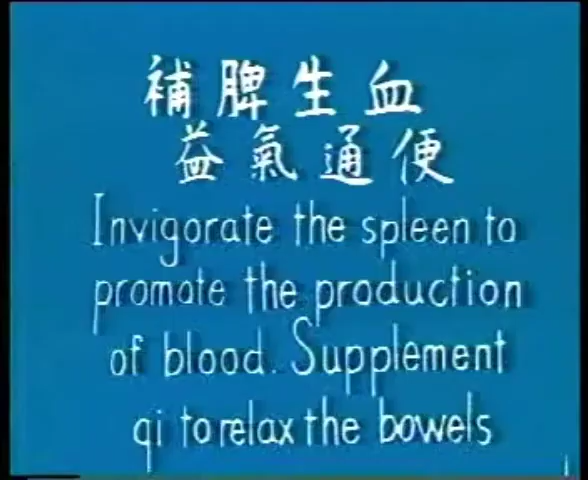 補脾生血
益氣通便
Invigorate the spleen to
promote the production
of blood. Supplement
qi to relax the bowels